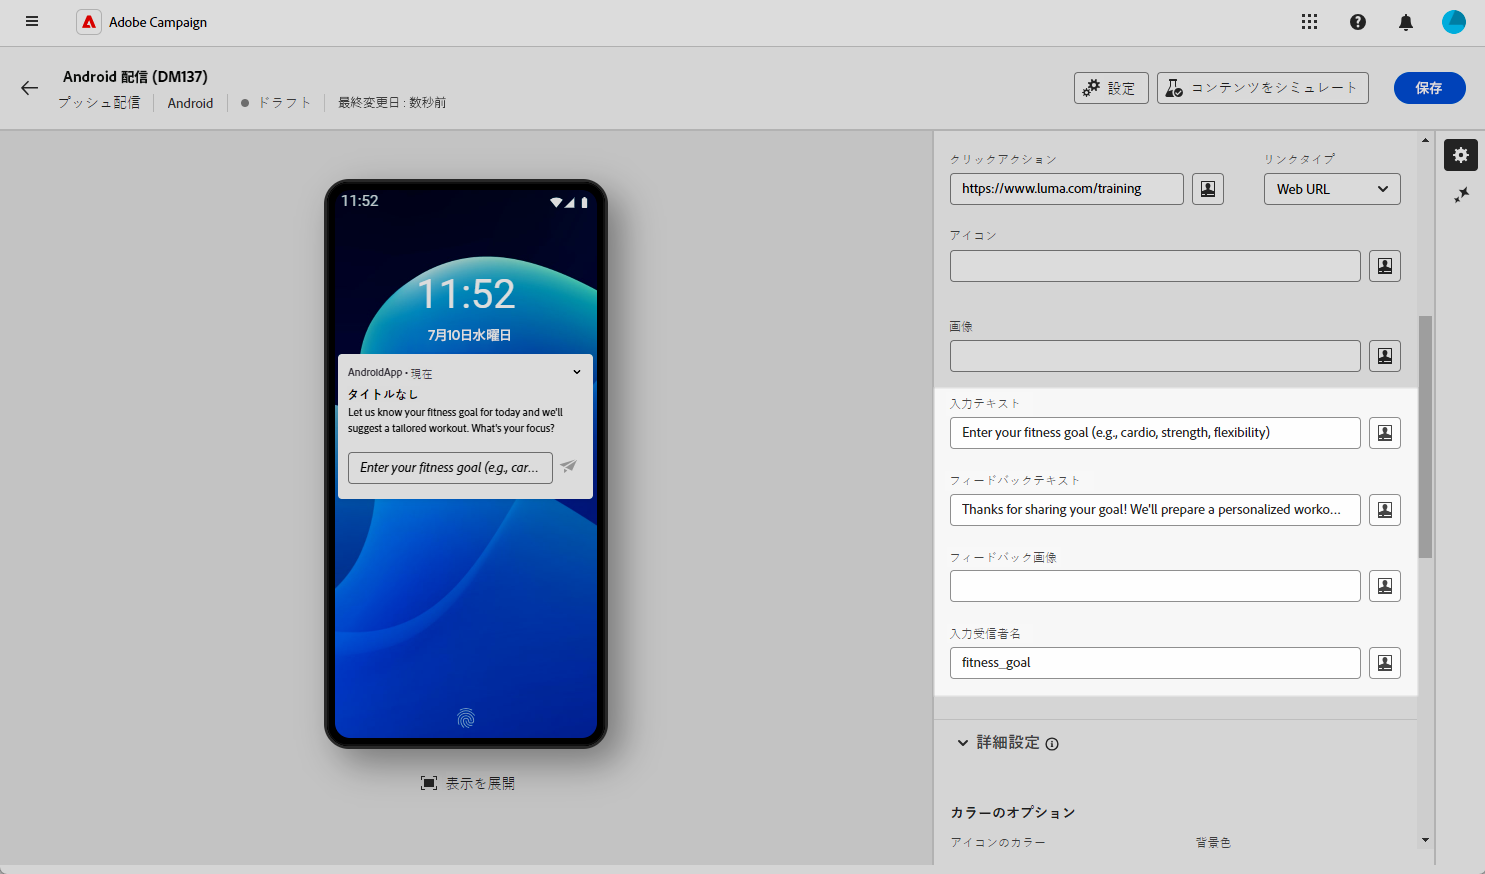 Adobe Campaign
Android 配信 (DM137)
プッシュ配信
Android
ドラフト
最終変更日 : 数秒前
設定
コンテンツをシミュレート
保存
11:52
11:52
7月10日水曜日
AndroidApp • 現在
タイトルなし
Let us know your fitness goal for today and we'll
suggest a tailored workout. What's your focus?
Enter your fitness goal (e.g., car...
表示を展開
クリックアクション
リンクタイプ
https://www.luma.com/training
Web URL
アイコン
画像
入力テキスト
Enter your fitness goal (e.g., cardio, strength, flexibility)
フィードバックテキスト
Thanks for sharing your goal! We'll prepare a personalized worko...
フィードバック画像
入力受信者名
fitness_goal
詳細設定
カラーのオプション
アイコンのカラー
背景色